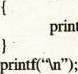 {
print
}
printf(“\n”);